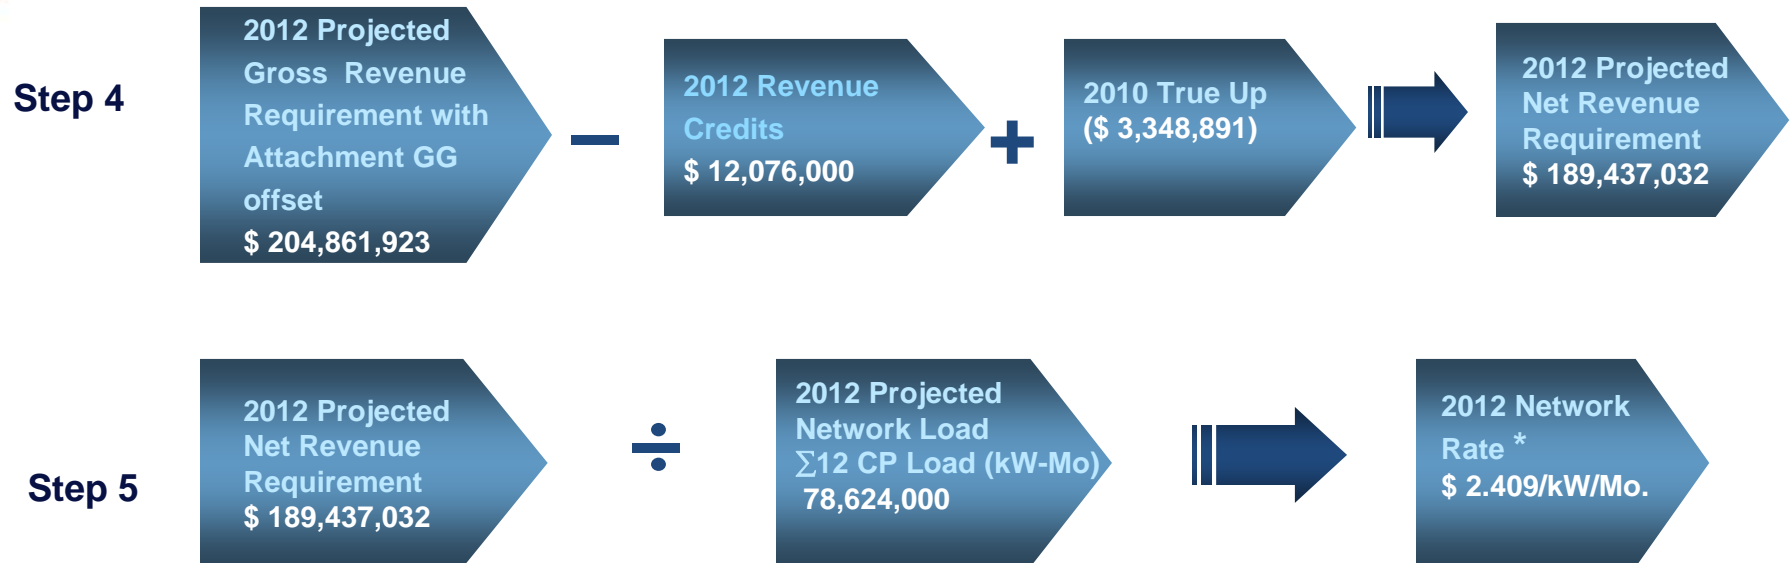 Step 4
2012 Projected
Gross Revenue
Requirement with
Attachment GG
offset
$ 204,861,923
−
2012 Revenue
Credits
$ 12,076,000
+
2010 True Up
($ 3,348,891)
2012 Projected
Net Revenue
Requirement
$ 189,437,032
Step 5
2012 Projected
Net Revenue
Requirement
$ 189,437,032
÷
2012 Projected
Network Load
∑12 CP Load (kW-Mo)
78,624,000
2012 Network
Rate *
$ 2.409/kW/Mo.